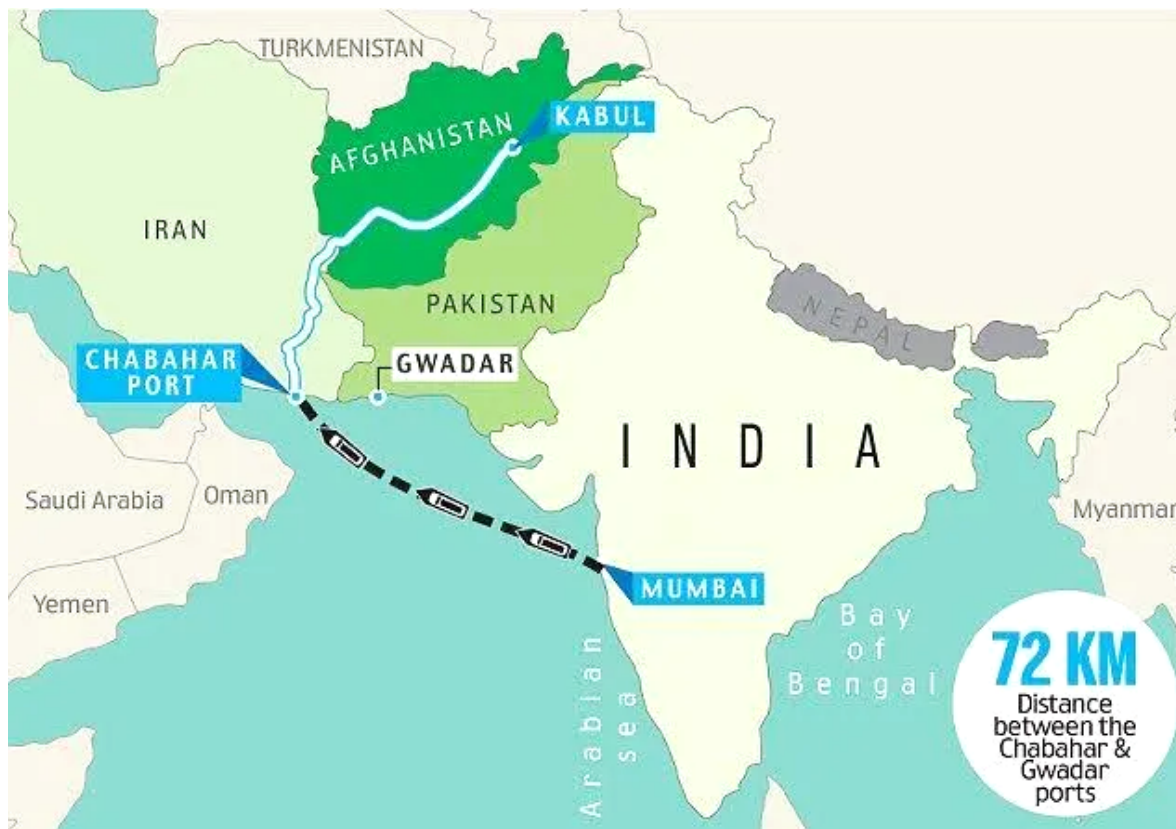 TURKMENISTAN
KABUL
AFGHANISTAN
IRAN
PAKISTAN
NEPAL
CHABAHAR
PORT
GWADAR
INDIA
Saudi Arabia
Oman
Myanmar
Yemen
MUMBAI
Bay
of
Bengal
Arabian
sea
72 KM
Distance
between the
Chabahar &
Gwadar
ports